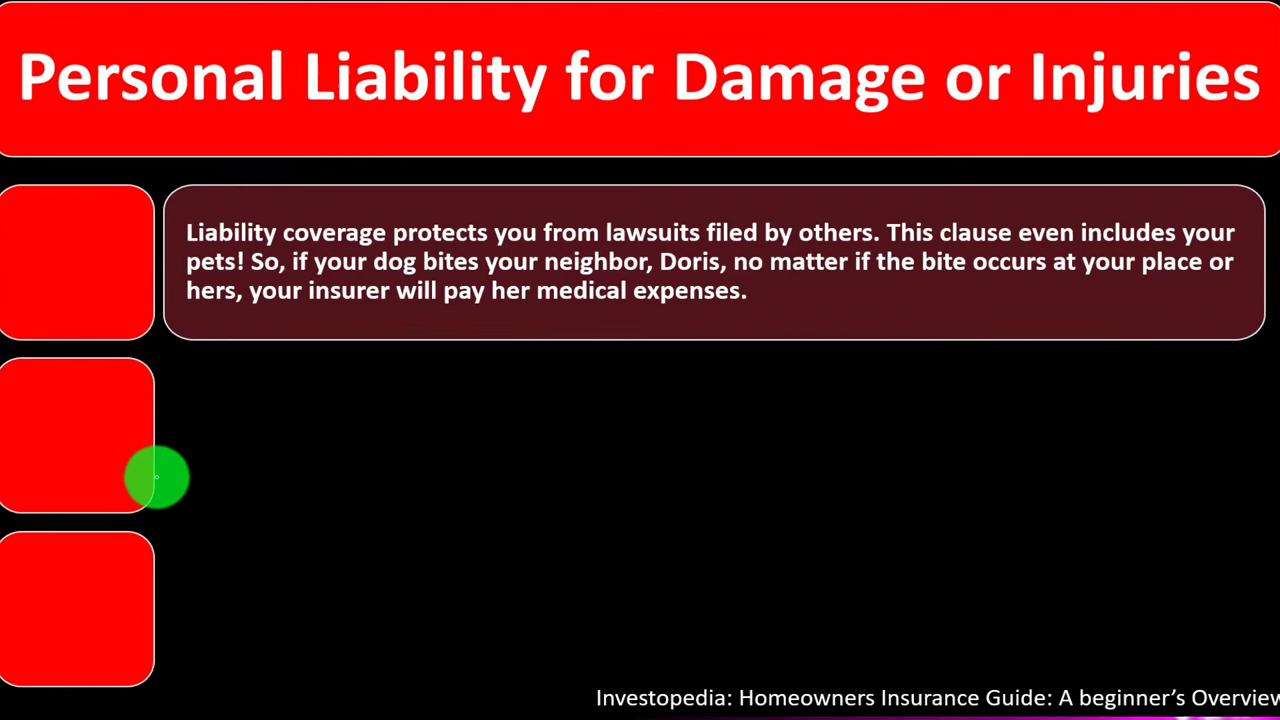 Personal Liability for Damage or Injuries
Liability coverage protects you from lawsuits filed by others. This clause even includes your
pets! So, if your dog bites your neighbor, Doris, no matter if the bite occurs at your place or
hers, your insurer will pay her medical expenses.
Investopedia: Homeowners Insurance Guide: A beginner’s Overview